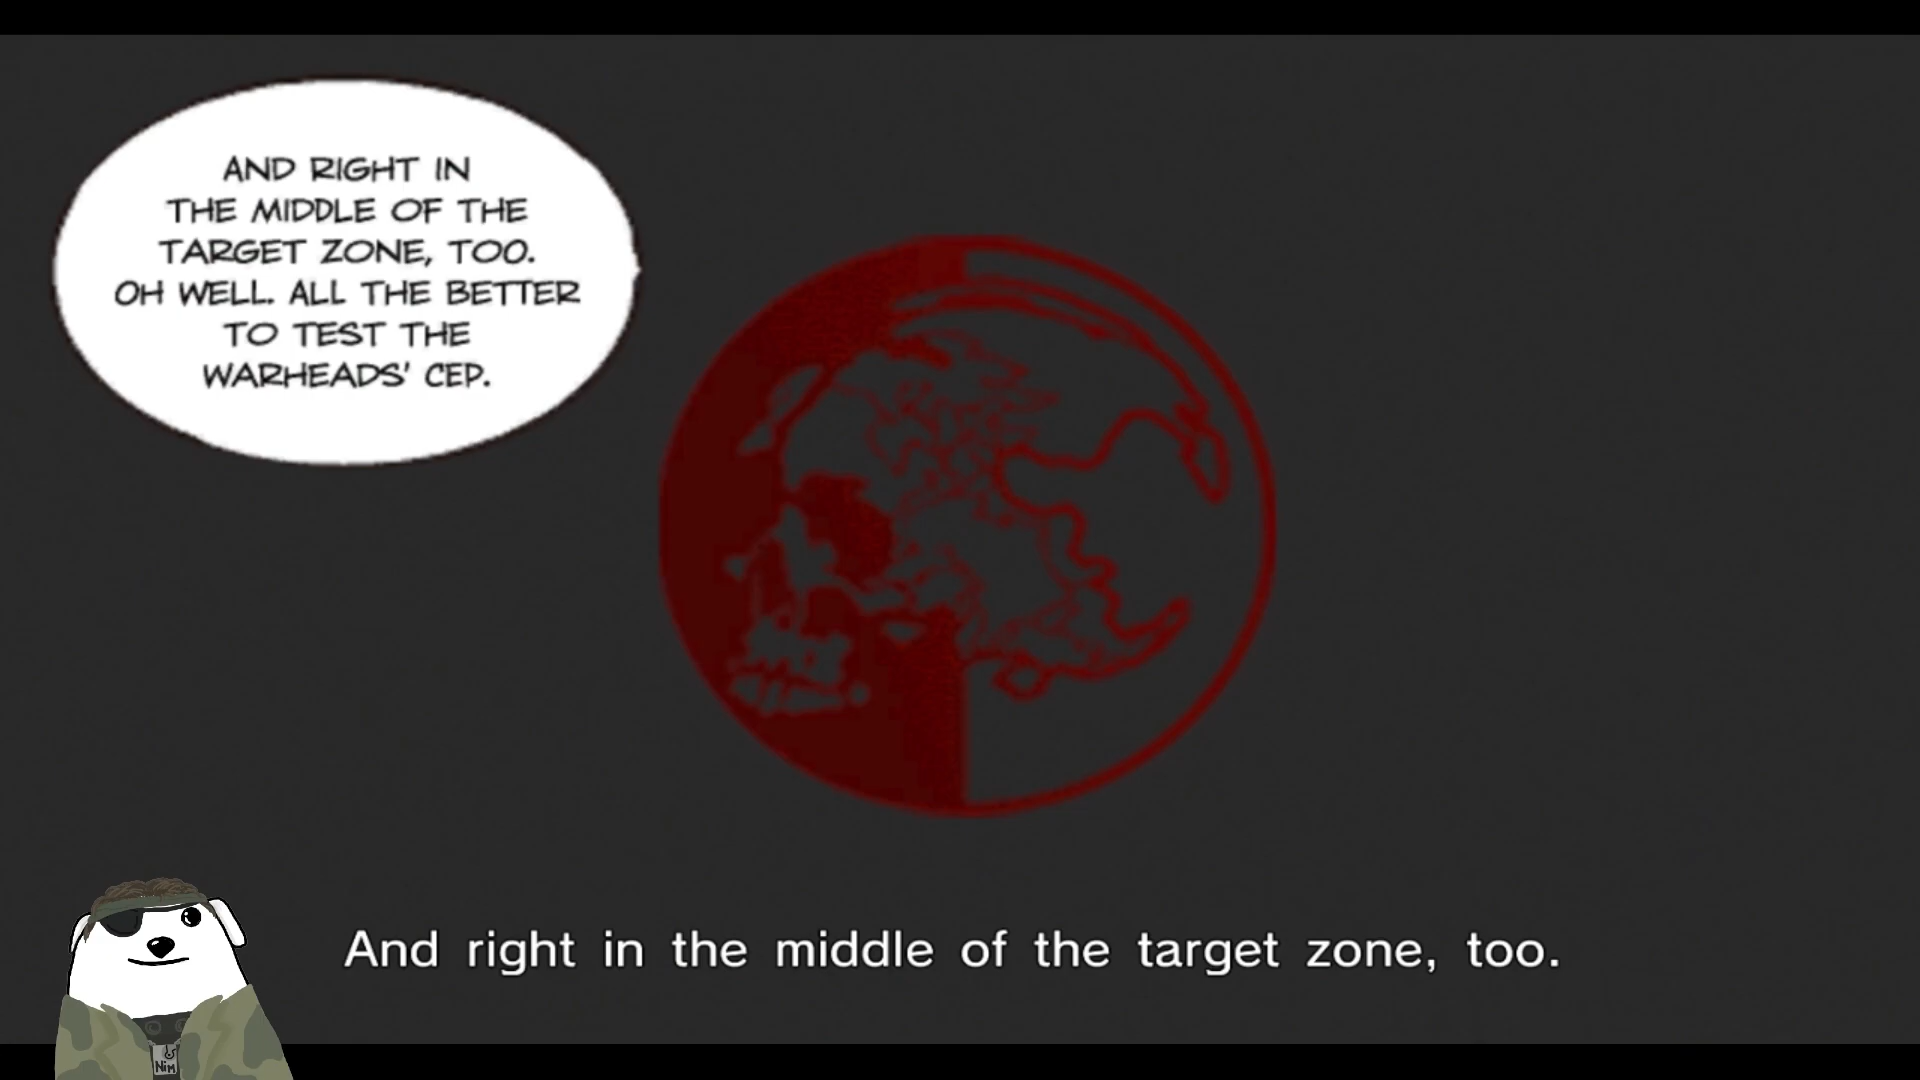 AND RIGHT IN
THE MIDDLE OF THE
TARGET ZONE, TOO.
OH WELL. ALL THE BETTER
TO TEST THE
WARHEADS' CEP.
And right in the middle of the target zone, too.
NiM